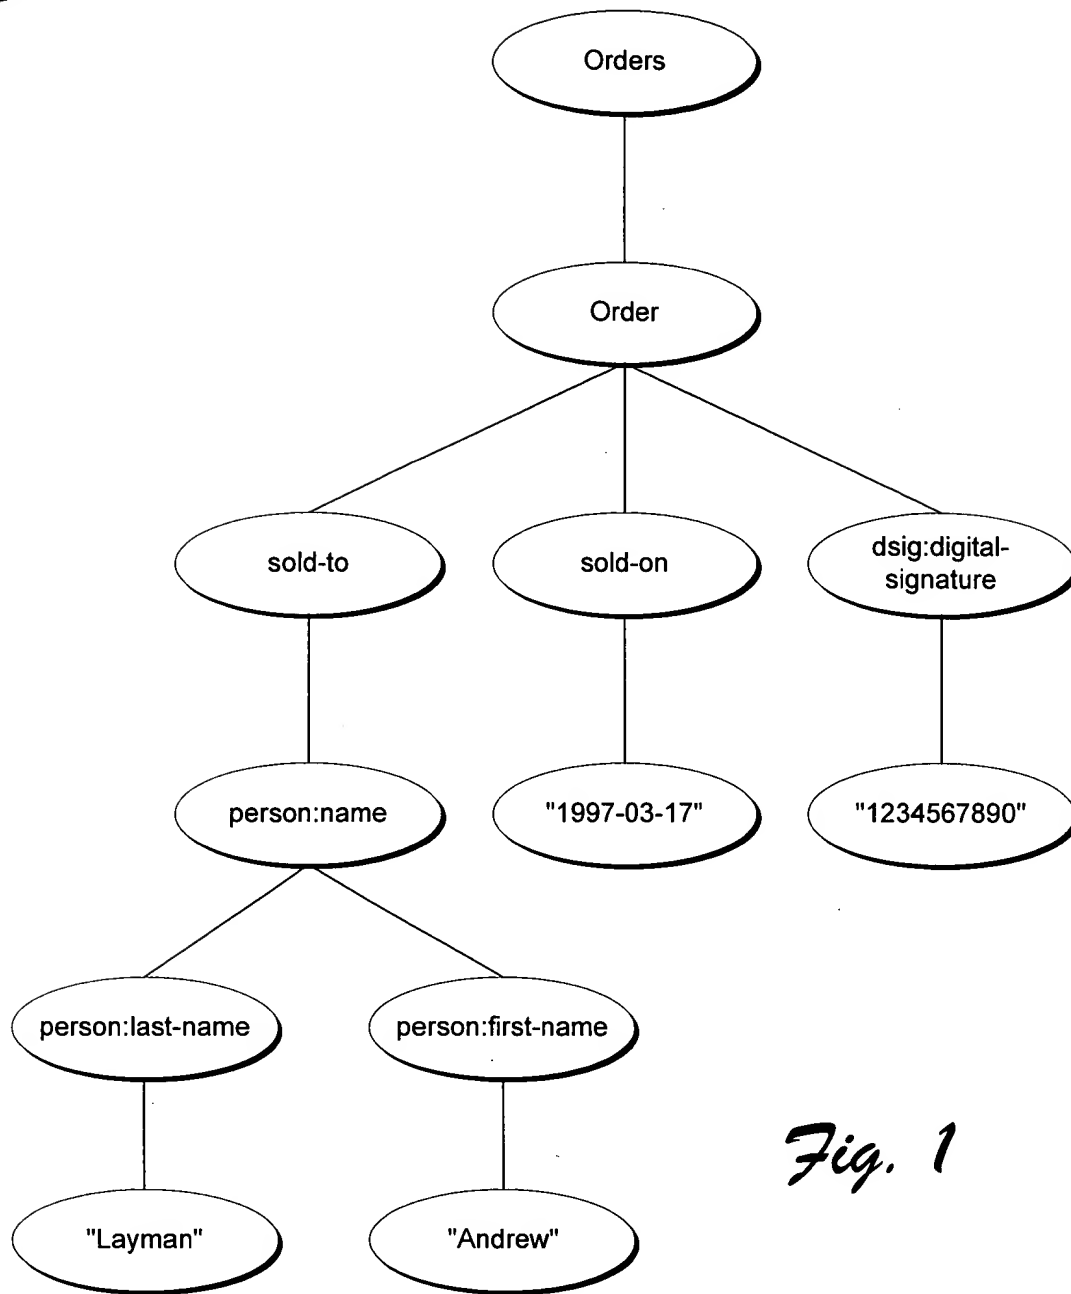 Orders
Order
sold-to
sold-on
dsig:digital-
signature
person:name
"1997-03-17"
"1234567890"
person:last-name
person:first-name
"Layman"
"Andrew"
Fig. 1